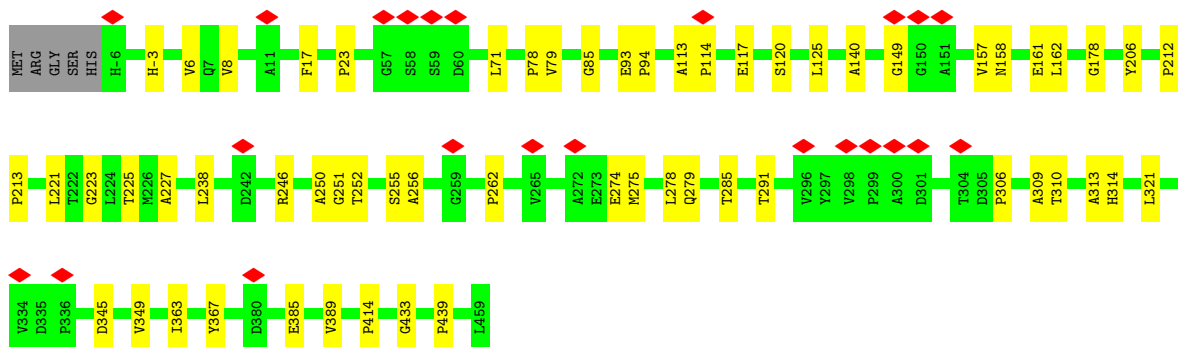 MET ARG GLY SER HIS H-6 H-3 V6 Q7 V8 A11 F17 P23 G57 S58 S59 D60 L71 P78 V79 G85 E93 P94 A113 P114 E117 S120 L125 A140 G149 G150 A151 V157 N158 E161 L162 G178 Y206 P212
P213 L221 T222 G223 L224 T225 M226 A227 L238 D242 R246 A250 G251 T252 S255 A256 G259 P262 V265 A272 E273 E274 M275 L278 Q279 T285 T291 V296 Y297 V298 P299 A300 D301 T304 D305 P306 A309 T310 A313 H314 L321
V334 D335 P336 D345 V349 I363 Y367 D380 E385 V389 P414 G433 P439 L459